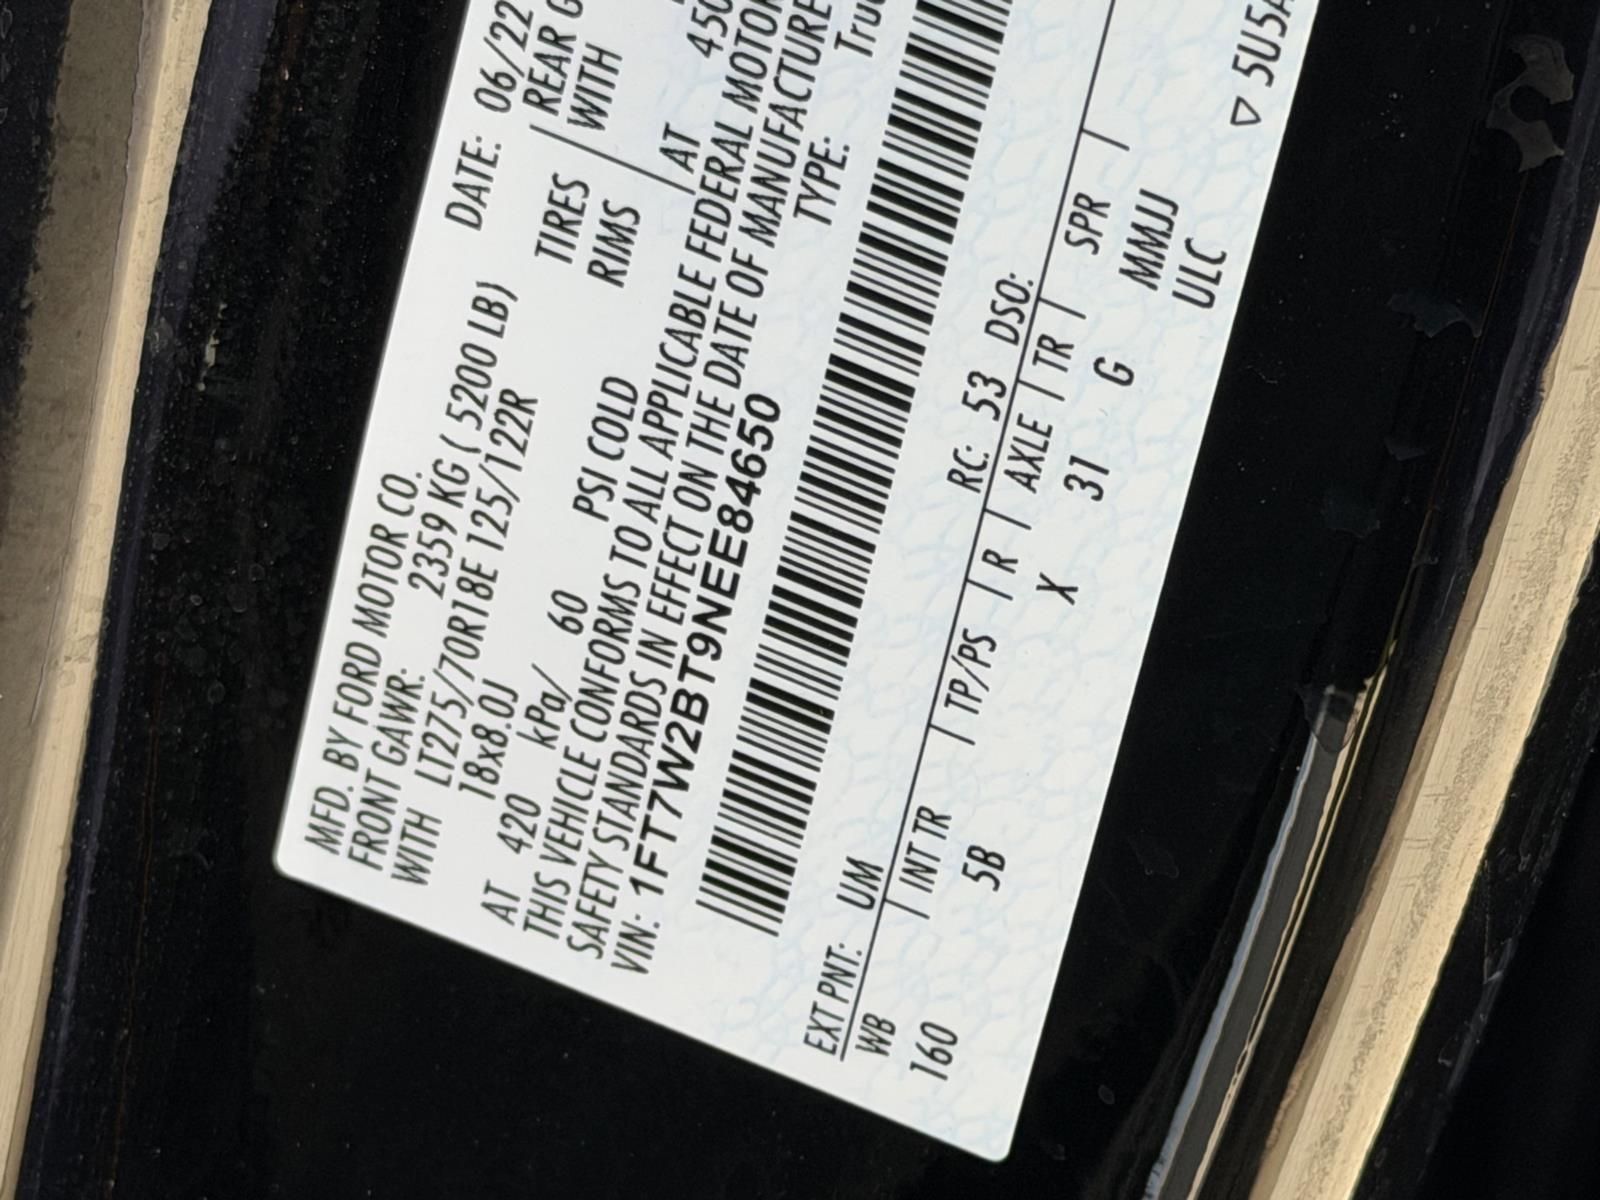 MFD. BY FORD MOTOR CO.
DATE: 06/22
FRONT GAWR: 2359 KG ( 5200 LB)
REAR
WITH LT275/70R18E 125/122R TIRES WITH
18x8.0J RIMS
AT 420 kPa/ 60 PSI COLD AT 450
THIS VEHICLE CONFORMS TO ALL APPLICABLE FEDERAL MOTOR
SAFETY STANDARDS IN EFFECT ON THE DATE OF MANUFACTURE
VIN: 1FT7W2BT9NEE84650 TYPE:
EXT PNT: UM RC: 53 DSO:
WB | INT TR | TP/PS | R | AXLE | TR | SPR |
160 5B X 31 G MMJJ
ULC
▽ 5U5A